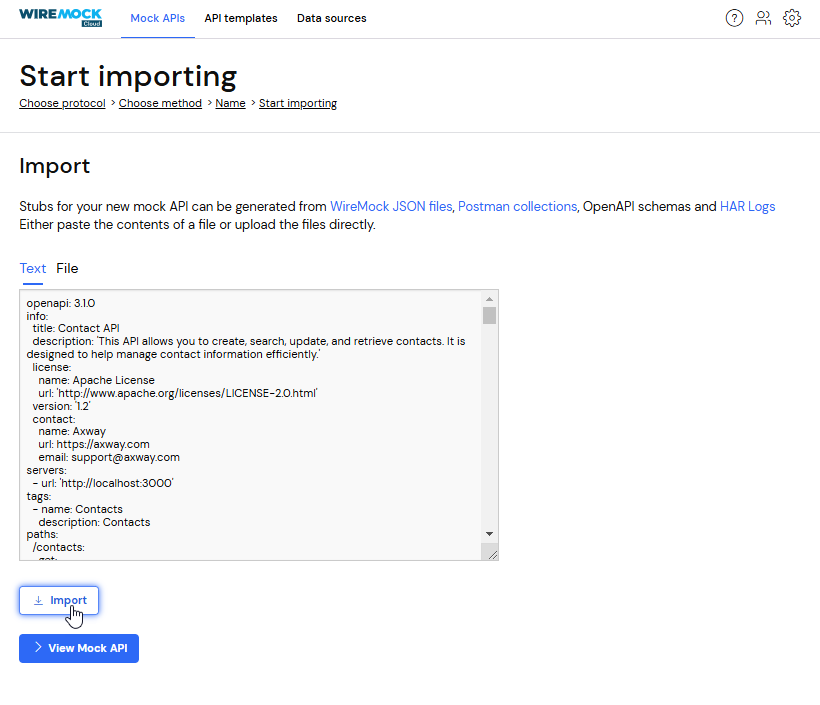 WIREMOCK
Cloud
Mock APIs API templates Data sources
?
Start importing
Choose protocol > Choose method > Name > Start importing
Import
Stubs for your new mock API can be generated from WireMock JSON files, Postman collections, OpenAPI schemas and HAR Logs
Either paste the contents of a file or upload the files directly.
Text File
openapi: 3.1.0
info:
title: Contact API
description: 'This API allows you to create, search, update, and retrieve contacts. It is
designed to help manage contact information efficiently.'
license:
name: Apache License
url: 'http://www.apache.org/licenses/LICENSE-2.0.html'
version: '1.2'
contact:
name: Axway
url: https://axway.com
email: support@axway.com
servers:
- url: 'http://localhost:3000'
tags:
- name: Contacts
description: Contacts
paths:
/contacts:
get:
Import
View Mock API